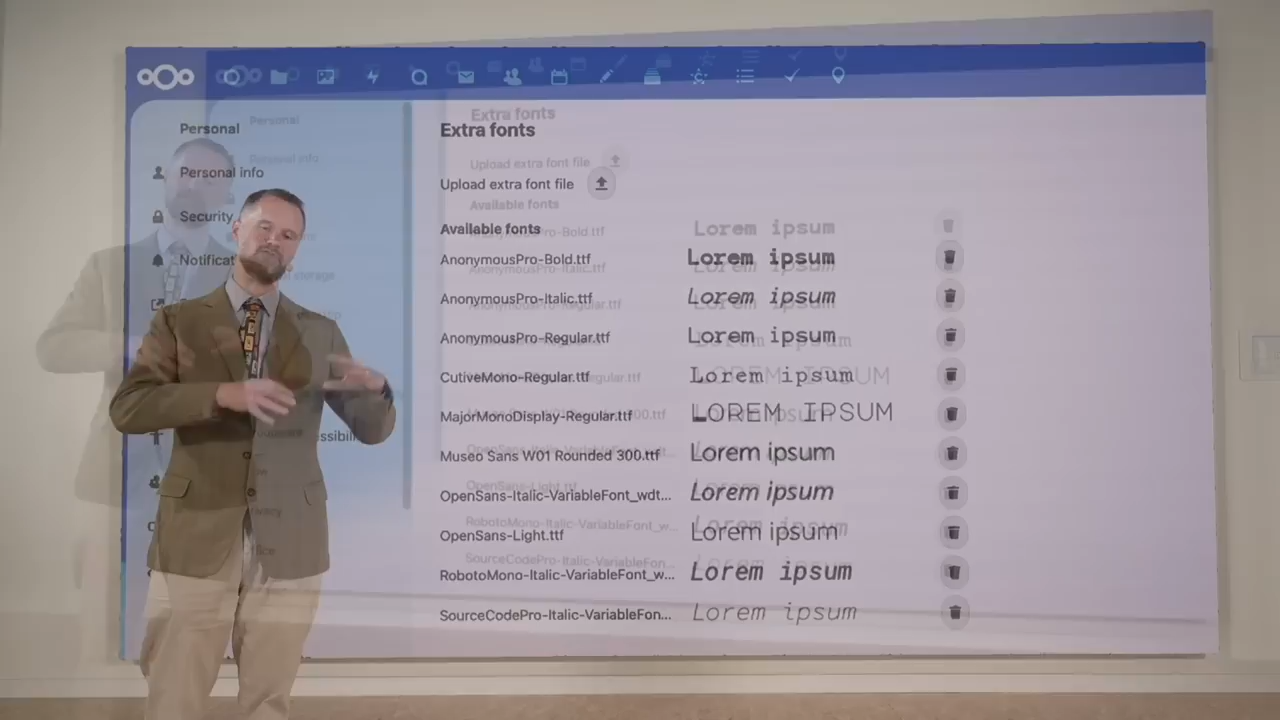 Personal
Personal info
Security
Notificat
ssibili
Extra fonts
Upload extra font file
Available fonts
AnonymousPro-Bold.ttf
Lorem ipsum
AnonymousPro-Italic.ttf
Lorem ipsum
AnonymousPro-Regular.ttf
Lorem ipsum
CutiveMono-Regular.ttf
Lorem ipsum
MajorMonoDisplay-Regular.ttf
LOREM IPSUM
Museo Sans W01 Rounded 300.ttf
Lorem ipsum
OpenSans-Italic-VariableFont_wdt...
Lorem ipsum
OpenSans-Light.ttf
Lorem ipsum
RobotoMono-Italic-VariableFont_w...
Lorem ipsum
SourceCodePro-Italic-VariableFon...
Lorem ipsum